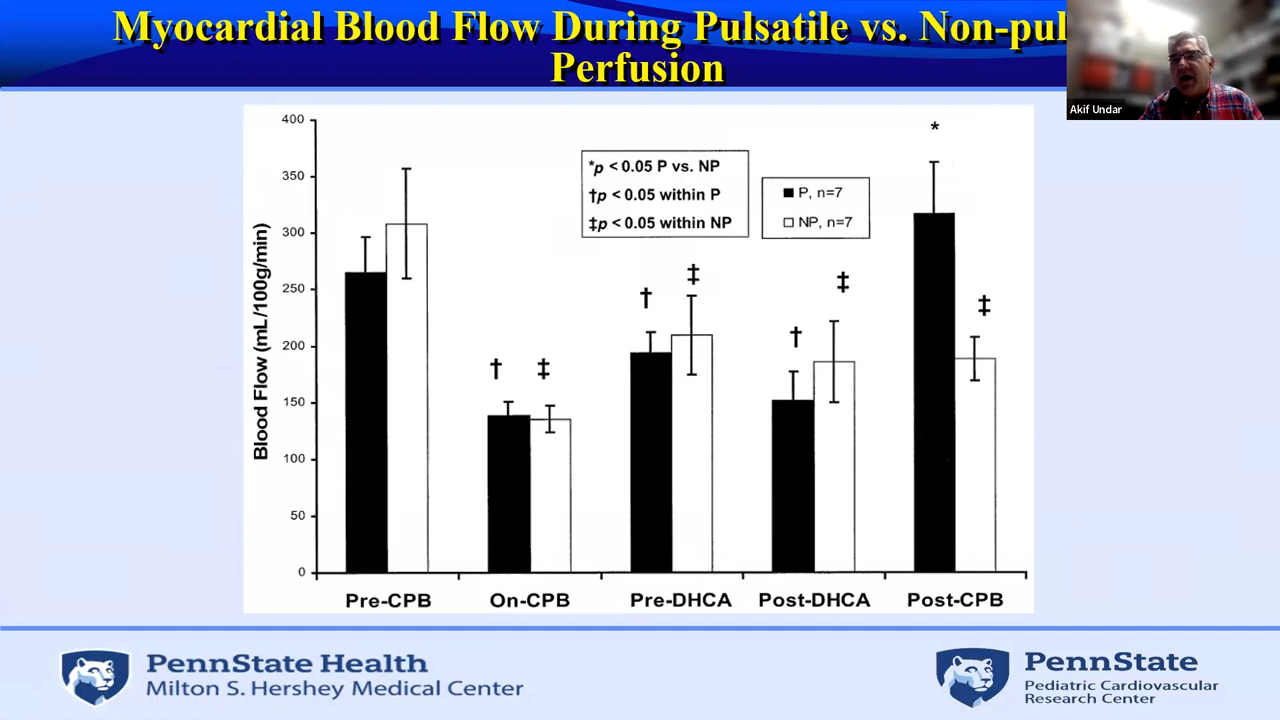 Myocardial Blood Flow During Pulsatile vs. Non-pul
Perfusion
Akif Undar
400
350
300
250
200
150
100
50
0
Blood Flow (mL/100g/min)
*p < 0.05 P vs. NP
†p < 0.05 within P
‡p < 0.05 within NP
P, n=7
NP, n=7
*
†
‡
†
‡
†
‡
‡
Pre-CPB On-CPB Pre-DHCA Post-DHCA Post-CPB
PennState Health
Milton S. Hershey Medical Center
PennState
Pediatric Cardiovascular
Research Center